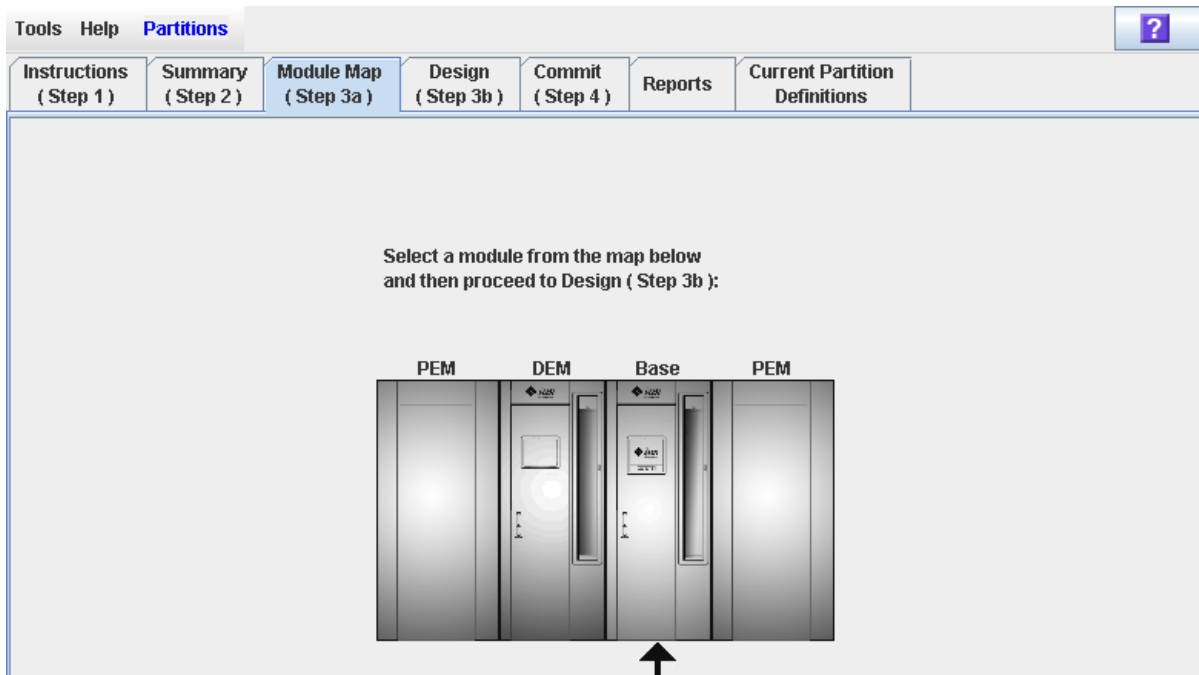 Tools Help Partitions
?
Instructions
( Step 1 )
Summary
( Step 2 )
Module Map
( Step 3a )
Design
( Step 3b )
Commit
( Step 4 )
Reports
Current Partition
Definitions
Select a module from the map below
and then proceed to Design ( Step 3b ):
PEM DEM Base PEM